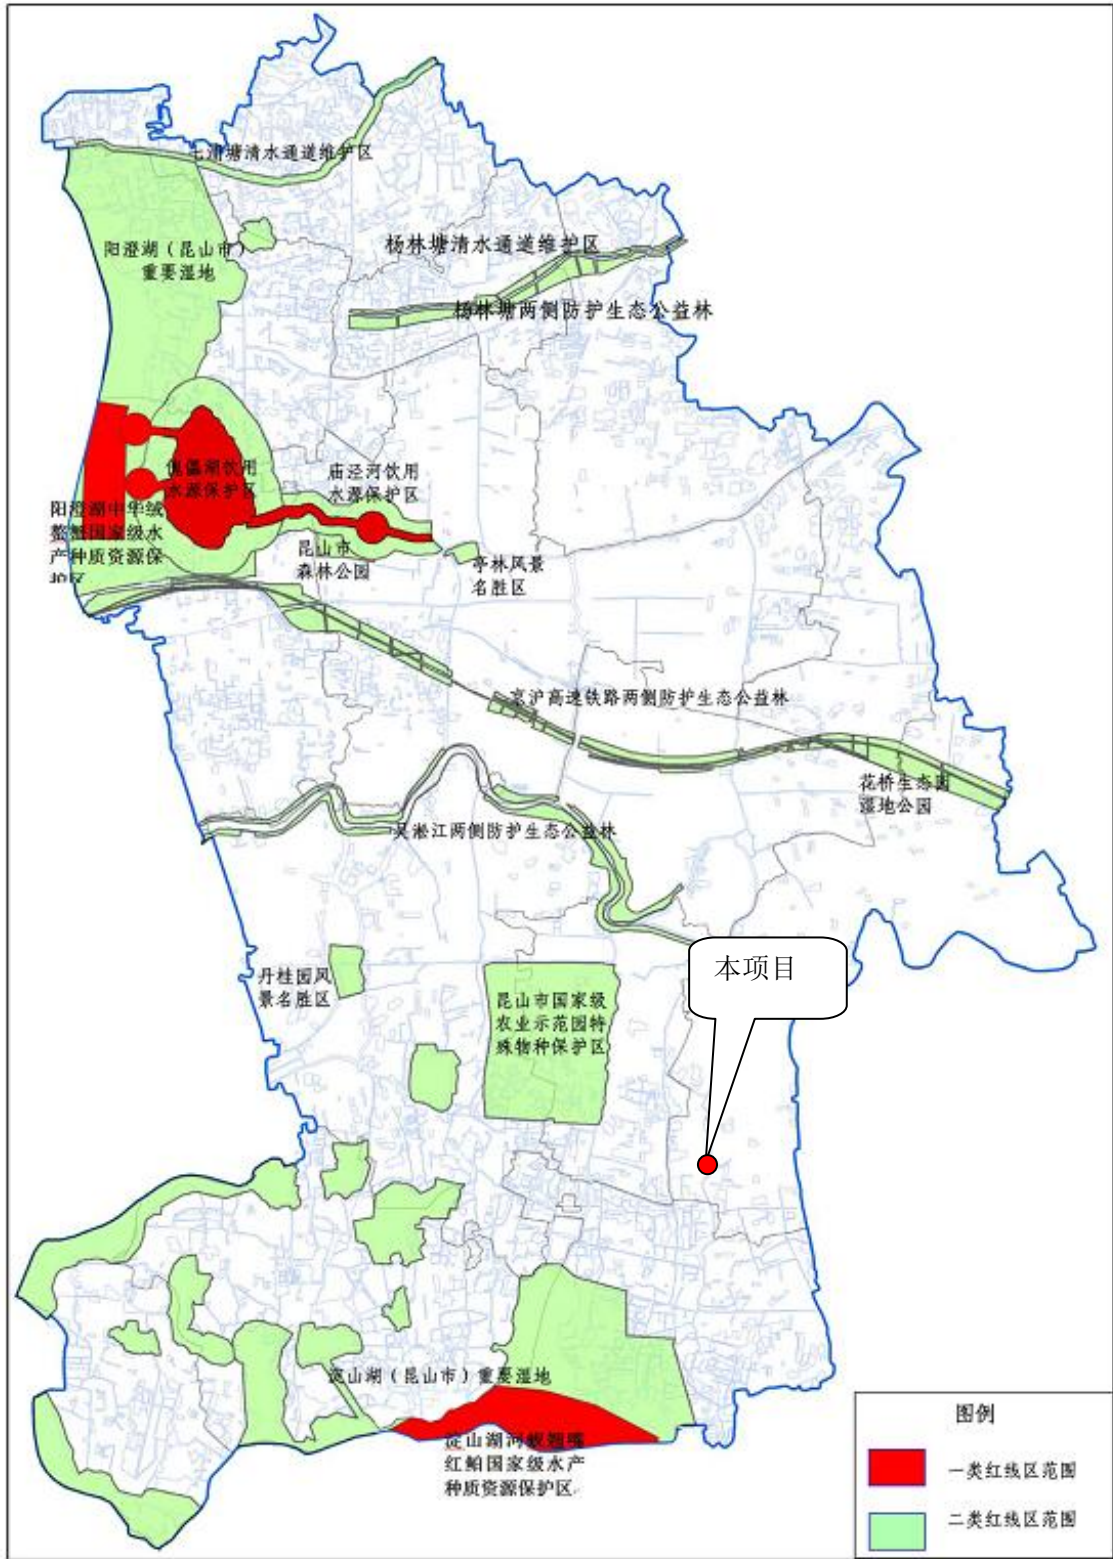 七浦塘清水通道维护区
杨林塘清水通道维护区
阳澄湖（昆山市）
重要湿地
杨林塘两侧防护生态公益林
傀儡湖饮用
水源保护区
庙泾河饮用
水源保护区
阳澄湖中华绒
螯蟹国家级水
产种质资源保
护区
昆山市
森林公园
亭林风景
名胜区
京沪高速铁路两侧防护生态公益林
花桥生态园
湿地公园
吴淞江两侧防护生态公益林
本项目
丹桂园风
景名胜区
昆山市国家级
农业示范园特
殊物种保护区
淀山湖（昆山市）重要湿地
淀山湖河蚬翘嘴
红鲌国家级水产
种质资源保护区
图例
一类红线区范围
二类红线区范围